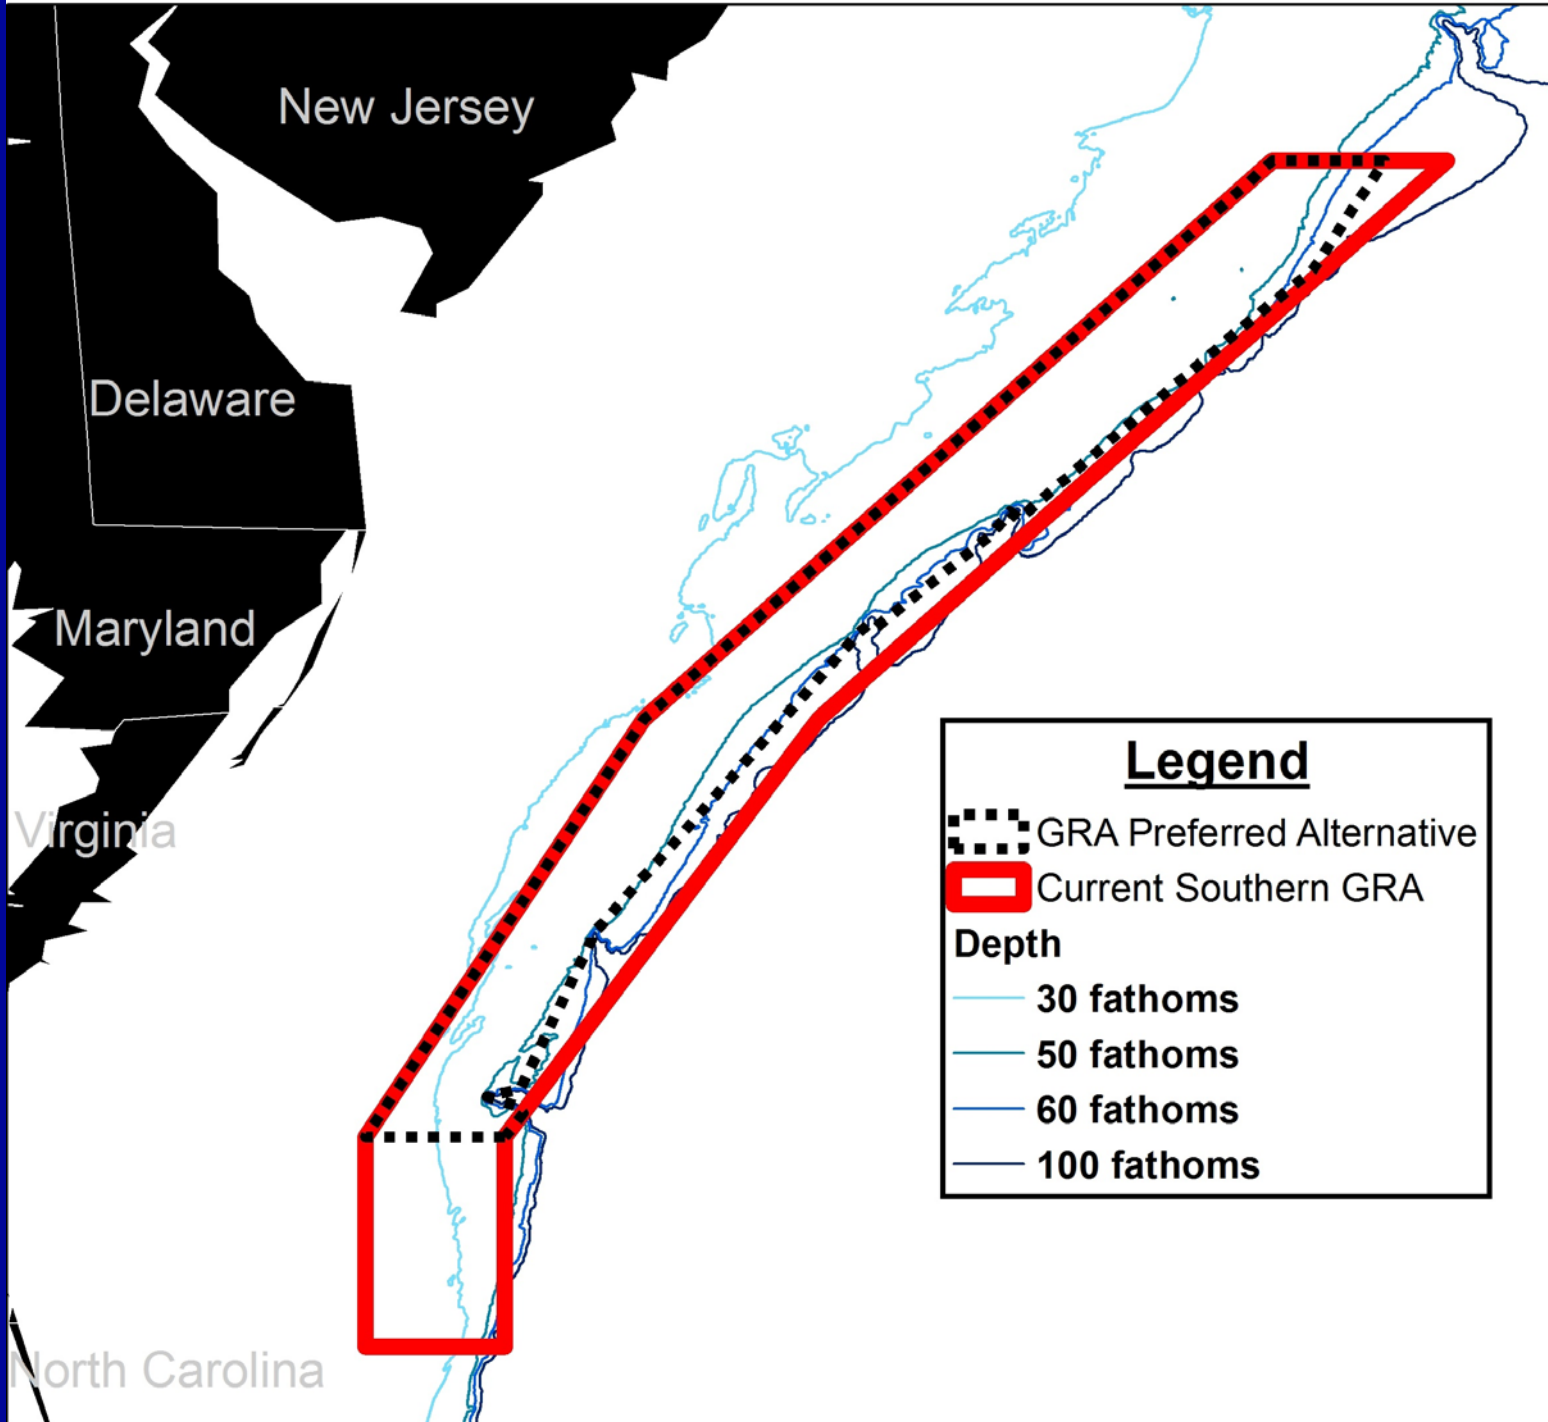 New Jersey
Delaware
Maryland
Virginia
North Carolina
Legend
GRA Preferred Alternative
Current Southern GRA
Depth
30 fathoms
50 fathoms
60 fathoms
100 fathoms